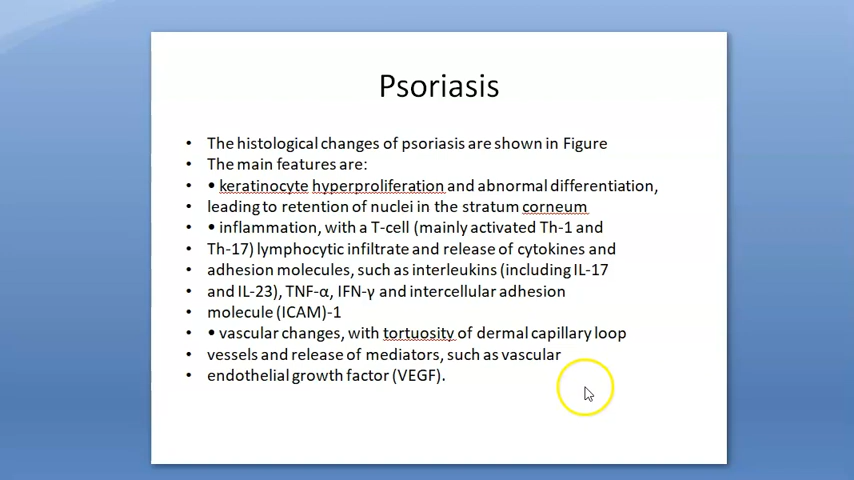 Psoriasis
• The histological changes of psoriasis are shown in Figure
• The main features are:
• • keratinocyte hyperproliferation and abnormal differentiation,
• leading to retention of nuclei in the stratum corneum
• • inflammation, with a T-cell (mainly activated Th-1 and
• Th-17) lymphocytic infiltrate and release of cytokines and
• adhesion molecules, such as interleukins (including IL-17
• and IL-23), TNF-α, IFN-γ and intercellular adhesion
• molecule (ICAM)-1
• • vascular changes, with tortuosity of dermal capillary loop
• vessels and release of mediators, such as vascular
• endothelial growth factor (VEGF).